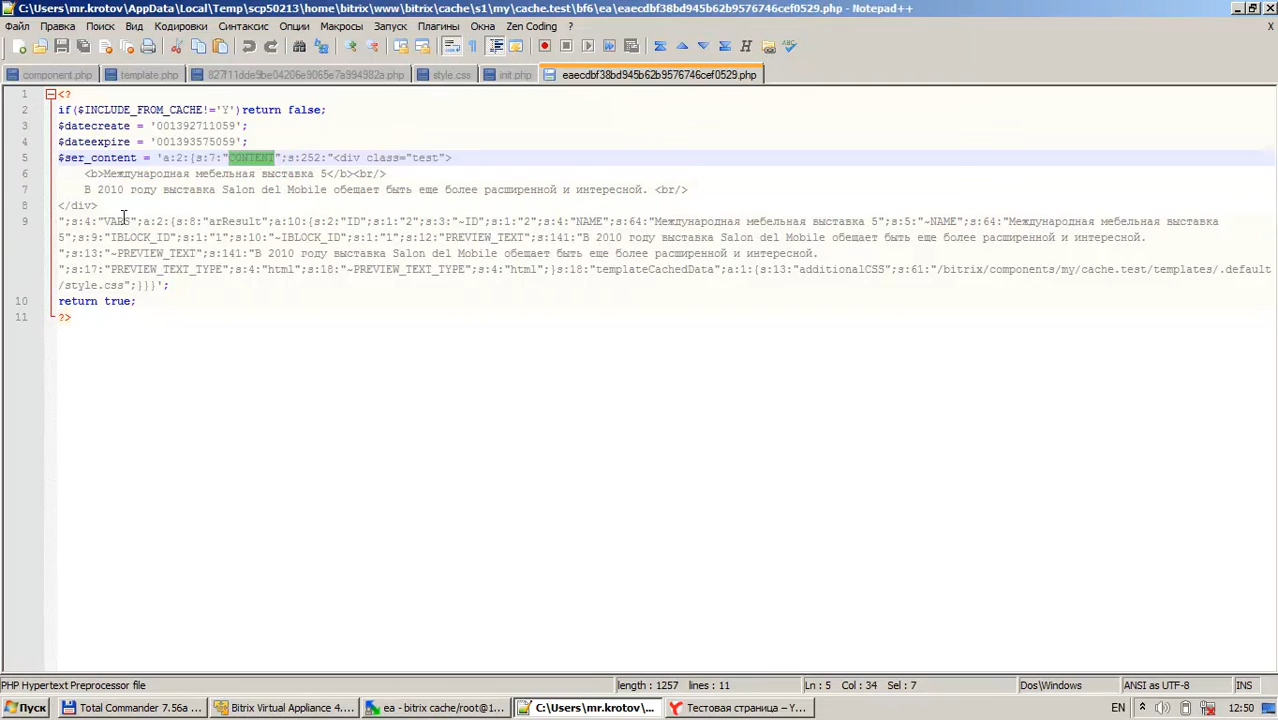 C:\Users\mr.krotov\AppData\Local\Temp\scp50213\home\bitrix\www\bitrix\cache\s1\my\cache.test\bf6\ea\eaecdbf38bd945b62b9576746cef0529.php - Notepad++
Файл Правка Поиск Вид Кодировки Синтаксис Опции Макросы Запуск Плагины Окна Zen Coding X
component.php template.php 827f11dde9be04206e9065e7a994982a.php style.css init.php eaecdbf38bd945b62b9576746cef0529.php
1 <?
2 if($INCLUDE_FROM_CACHE!='Y')return false;
3 $datecreate = '001392711059';
4 $dateexpire = '001393575059';
5 $ser_content = 'a:2:{s:7:"CONTENT";s:252:"<div class="test">
6 <b>Международная мебельная выставка 5</b><br/>
7 В 2010 году выставка Salon del Mobile обещает быть еще более расширенной и интересной. <br/>
8 </div>
9 ";s:4:"VARS";a:2:{s:8:"arResult";a:10:{s:2:"ID";s:1:"2";s:3:"~ID";s:1:"2";s:4:"NAME";s:64:"Международная мебельная выставка 5";s:5:"~NAME";s:64:"Международная мебельная выставка
5";s:9:"IBLOCK_ID";s:1:"1";s:10:"~IBLOCK_ID";s:1:"1";s:12:"PREVIEW_TEXT";s:141:"В 2010 году выставка Salon del Mobile обещает быть еще более расширенной и интересной.
";s:13:"~PREVIEW_TEXT";s:141:"В 2010 году выставка Salon del Mobile обещает быть еще более расширенной и интересной.
";s:17:"PREVIEW_TEXT_TYPE";s:4:"html";s:18:"~PREVIEW_TEXT_TYPE";s:4:"html";}s:18:"templateCachedData";a:1:{s:13:"additionalCSS";s:61:"/bitrix/components/my/cache.test/templates/.default
/style.css";}}}';
10 return true;
11 ?>
PHP Hypertext Preprocessor file length : 1257 lines : 11 Ln : 5 Col : 34 Sel : 7 Dos\Windows ANSI as UTF-8 INS
Пуск Total Commander 7.56a ... Bitrix Virtual Appliance 4.... ea - bitrix cache/root@1... C:\Users\mr.krotov\... Тестовая страница – Y... EN 12:50